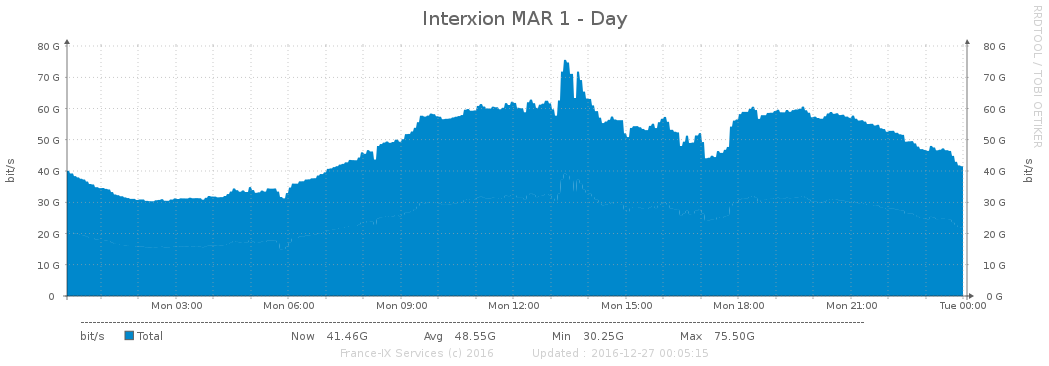 Interxion MAR 1 - Day
RRDTOOL / TOBI OETIKER
80 G 80 G
70 G 70 G
60 G 60 G
50 G 50 G
40 G 40 G
30 G 30 G
20 G 20 G
10 G 10 G
0 0 G
bit/s
bit/s
Mon 03:00 Mon 06:00 Mon 09:00 Mon 12:00 Mon 15:00 Mon 18:00 Mon 21:00 Tue 00:00
bit/s Total Now 41.46G Avg 48.55G Min 30.25G Max 75.50G
France-IX Services (c) 2016 Updated : 2016-12-27 00:05:15